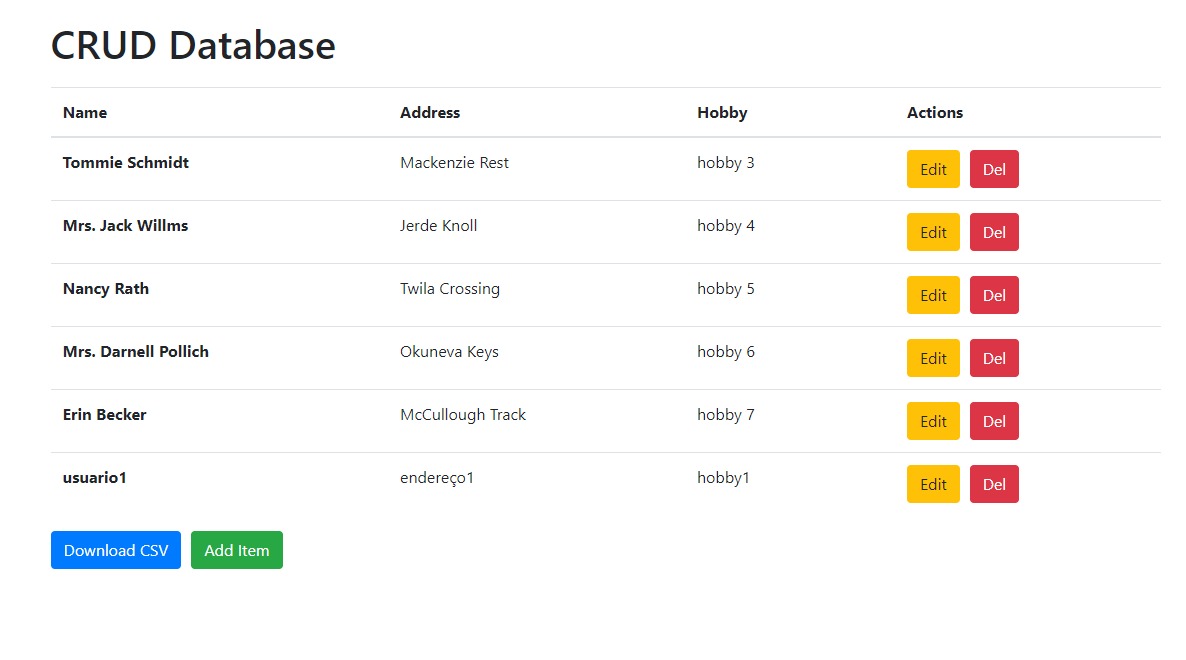 CRUD Database
Name Address Hobby Actions
Tommie Schmidt Mackenzie Rest hobby 3 Edit Del
Mrs. Jack Willms Jerde Knoll hobby 4 Edit Del
Nancy Rath Twila Crossing hobby 5 Edit Del
Mrs. Darnell Pollich Okuneva Keys hobby 6 Edit Del
Erin Becker McCullough Track hobby 7 Edit Del
usuario1 endereço1 hobby1 Edit Del
Download CSV Add Item